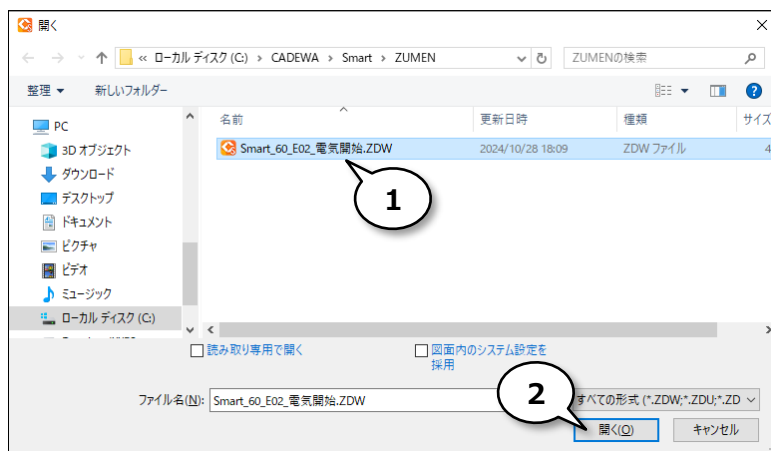 開く
« ローカル ディスク (C:) › CADEWA › Smart › ZUMEN
ZUMENの検索
整理 新しいフォルダー
PC
3D オブジェクト
ダウンロード
デスクトップ
ドキュメント
ピクチャ
ビデオ
ミュージック
ローカル ディスク (C:)
名前 更新日時 種類 サイズ
Smart_60_E02_電気開始.ZDW 2024/10/28 18:09 ZDW ファイル 4
1
読み取り専用で開く
図面内のシステム設定を
採用
2
ファイル名(N): Smart_60_E02_電気開始.ZDW すべての形式 (*.ZDW;*.ZDU;*.ZD
開く(O) キャンセル